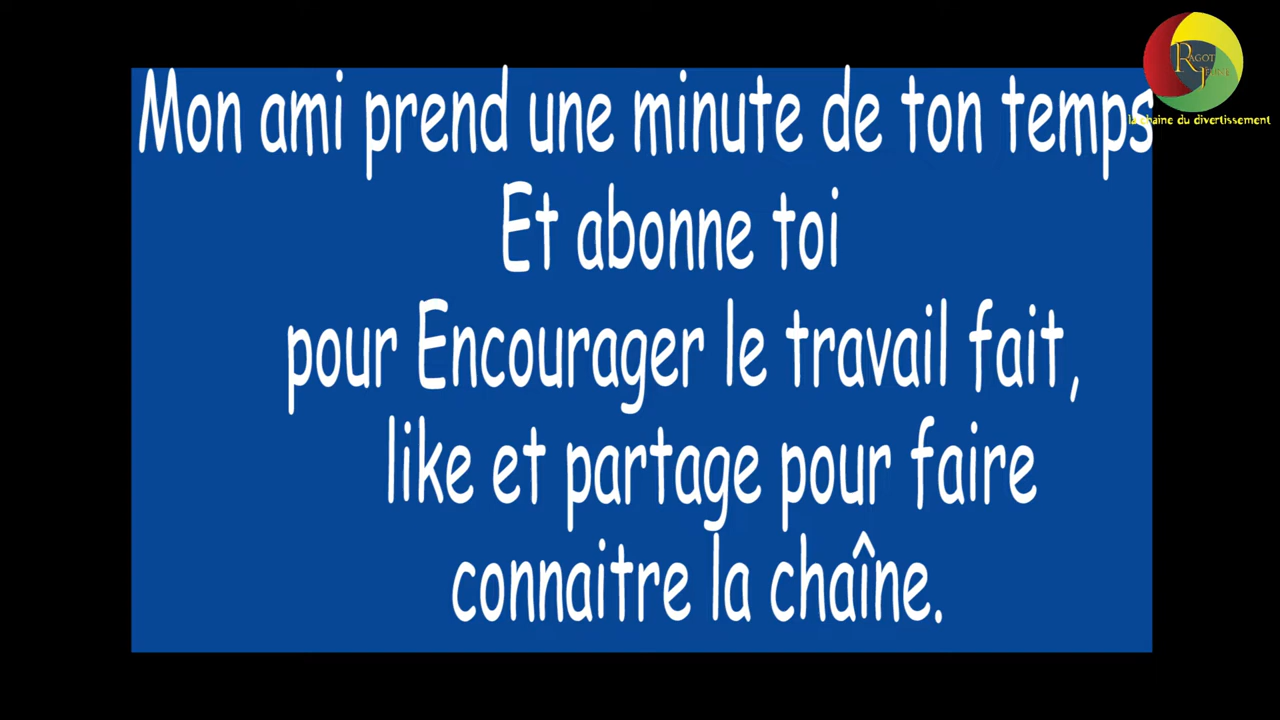 Mon ami prend une minute de ton temps
Et abonne toi
pour Encourager le travail fait,
like et partage pour faire
connaitre la chaîne.
RAGOT
la chaine du divertissement